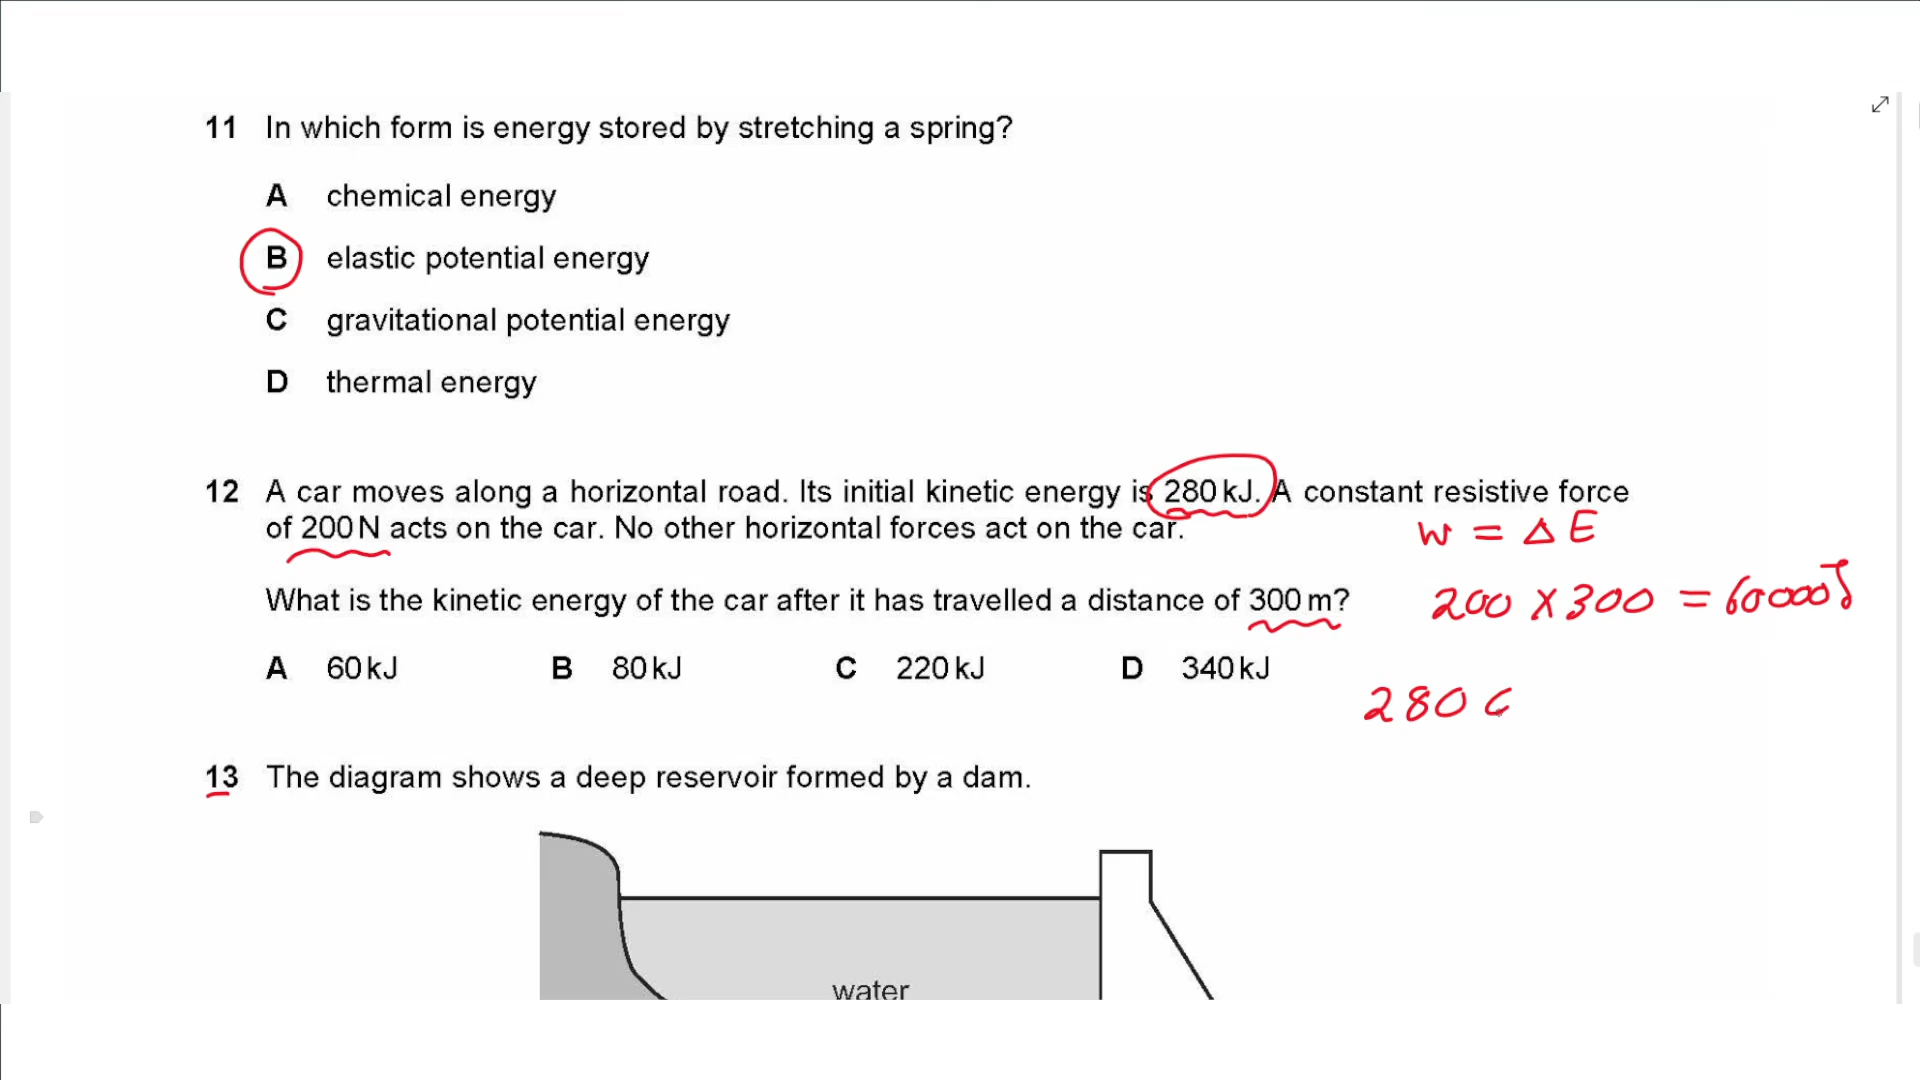 11 In which form is energy stored by stretching a spring?
A chemical energy
B elastic potential energy
C gravitational potential energy
D thermal energy
12 A car moves along a horizontal road. Its initial kinetic energy is 280 kJ. A constant resistive force
of 200 N acts on the car. No other horizontal forces act on the car.
W = Δ E
What is the kinetic energy of the car after it has travelled a distance of 300 m?
200 X 300 = 60000J
A 60 kJ B 80 kJ C 220 kJ D 340 kJ
280
13 The diagram shows a deep reservoir formed by a dam.
water